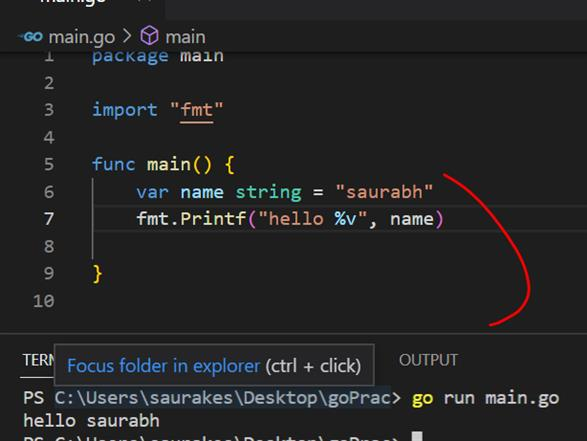 main.go
GO main.go > main
1 package main
2
3 import "fmt"
4
5 func main() {
6 var name string = "saurabh"
7 fmt.Printf("hello %v", name)
8
9 }
10
TERM
Focus folder in explorer (ctrl + click)
OUTPUT
PS C:\Users\saurakes\Desktop\goPrac> go run main.go
hello saurabh
PS C:\Users\saurakes\Desktop\goPrac>